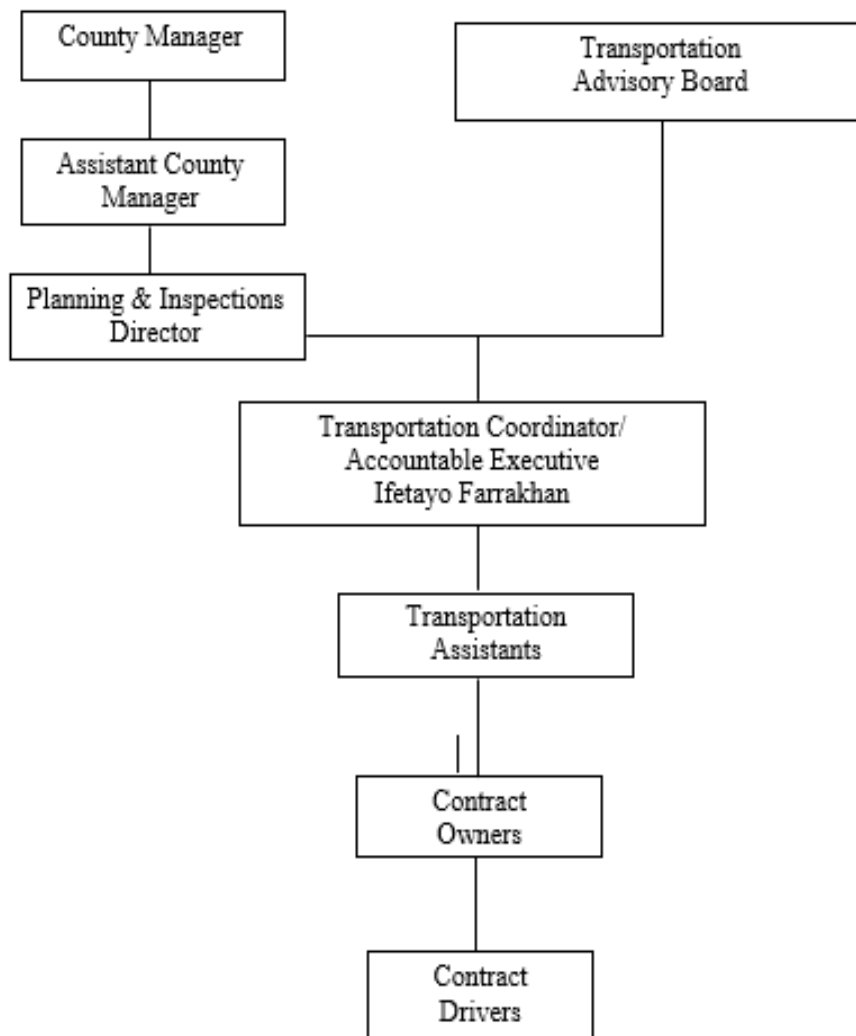 County Manager
Transportation
Advisory Board
Assistant County
Manager
Planning & Inspections
Director
Transportation Coordinator/
Accountable Executive
Ifetayo Farrakhan
Transportation
Assistants
Contract
Owners
Contract
Drivers